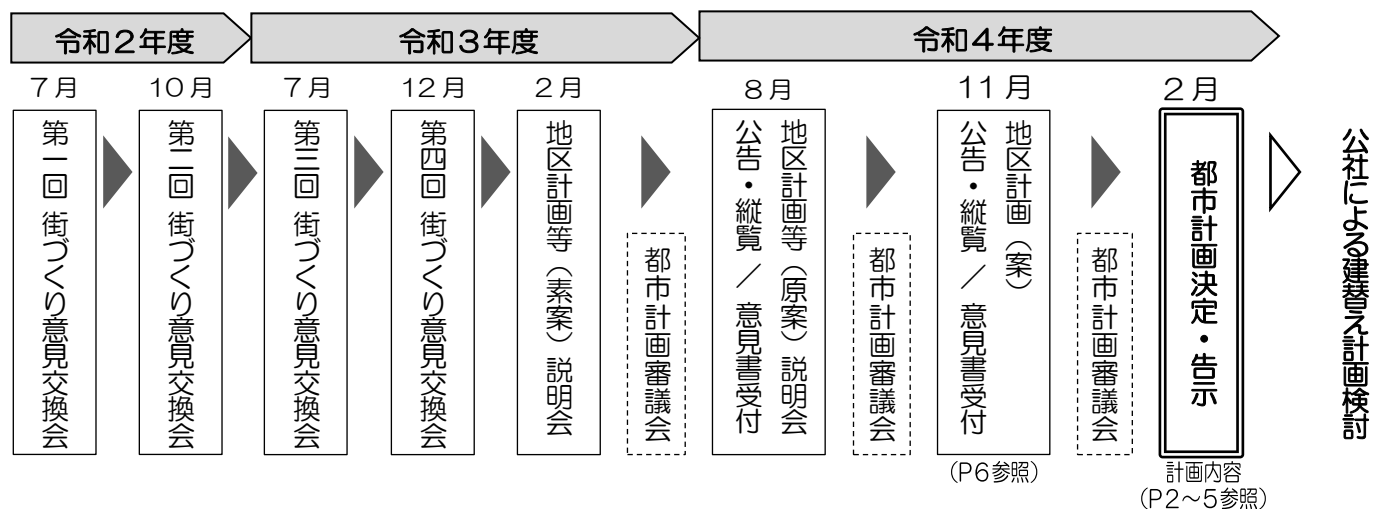 令和２年度
令和３年度
令和４年度
７月
第一回 街づくり意見交換会
１０月
第二回 街づくり意見交換会
７月
第三回 街づくり意見交換会
１２月
第四回 街づくり意見交換会
２月
地区計画等（素案）説明会
都市計画審議会
８月
地区計画等（原案）説明会
公告・縦覧 ／ 意見書受付
都市計画審議会
１１月
地区計画（案）
公告・縦覧 ／ 意見書受付
（Ｐ６参照）
都市計画審議会
２月
都市計画決定・告示
計画内容
（Ｐ２～５参照）
公社による建替え計画検討